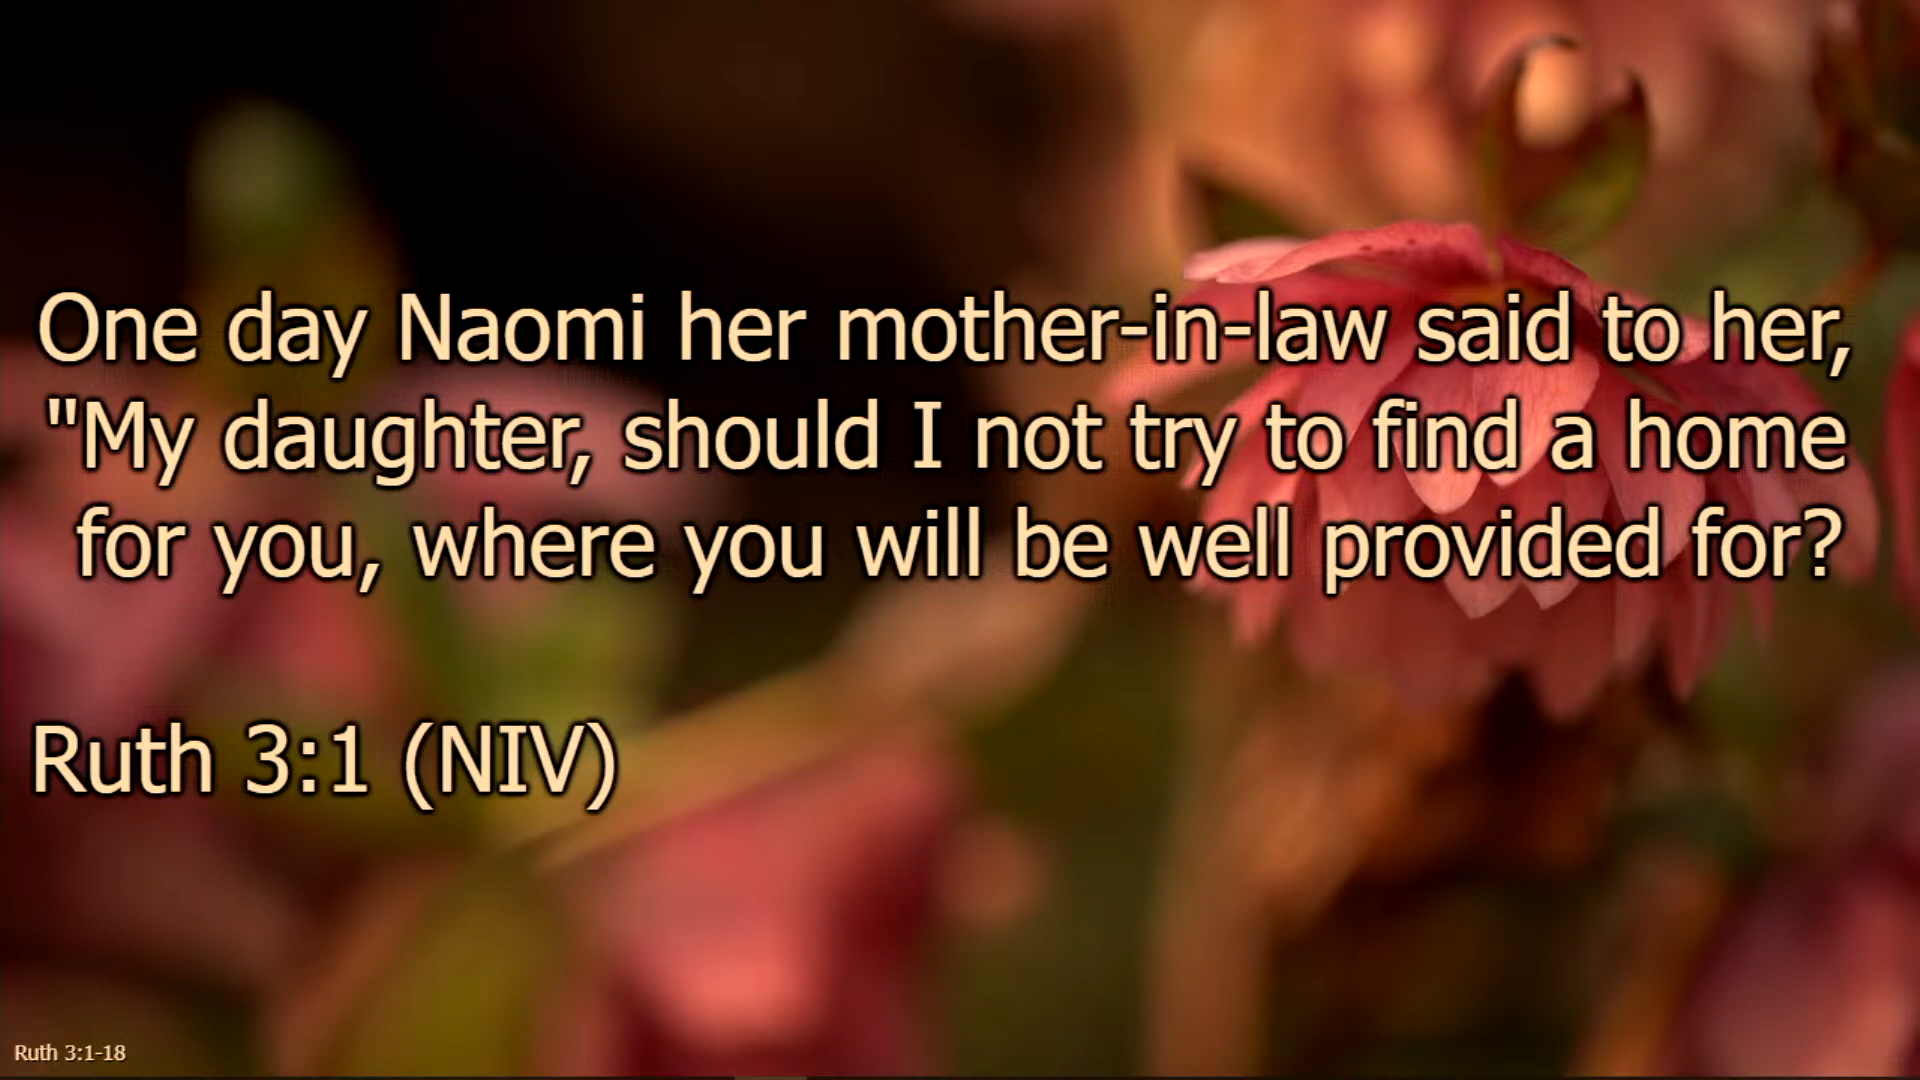 One day Naomi her mother-in-law said to her,
"My daughter, should I not try to find a home
for you, where you will be well provided for?
Ruth 3:1 (NIV)
Ruth 3:1-18